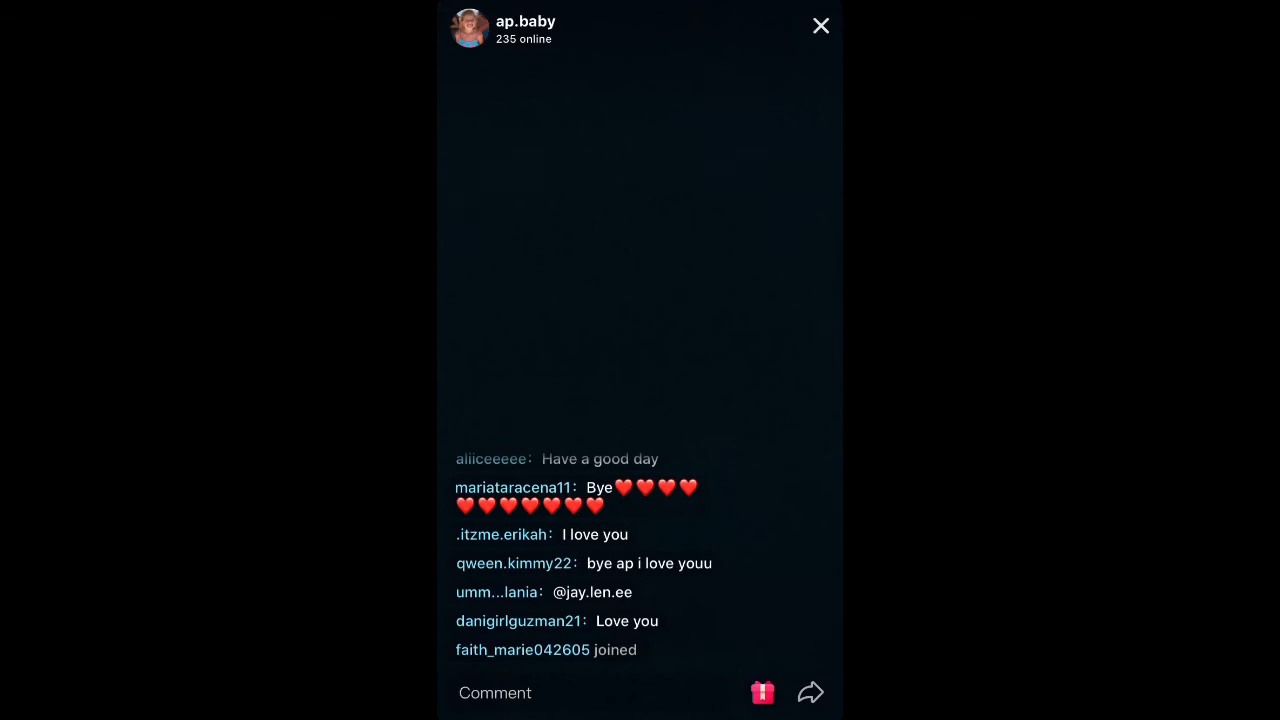 ap.baby
235 online
aliiceeeee: Have a good day
mariataracena11: Bye❤️❤️❤️❤️
❤️❤️❤️❤️❤️❤️❤️
.itzme.erikah: I love you
qween.kimmy22: bye ap i love youu
umm...lania: @jay.len.ee
danigirlguzman21: Love you
faith_marie042605 joined
Comment